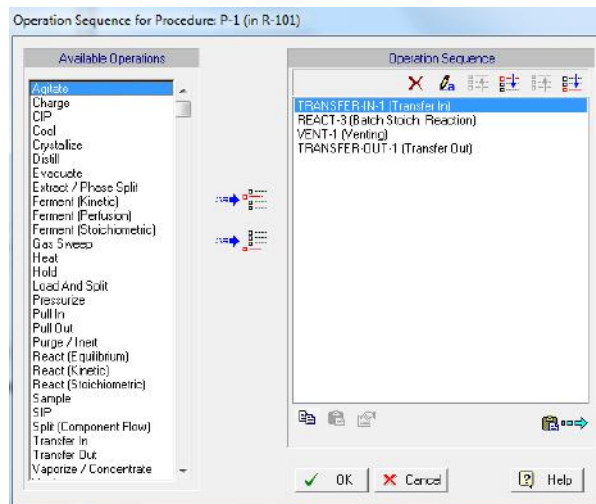 Operation Sequence for Procedure: P-1 (in R-101)
Available Operations
Agitate
Charge
CIP
Cool
Crystalize
Distill
Evacuate
Extract / Phase Split
Ferment (Kinetic)
Ferment (Perfusion)
Ferment (Stoichiometric)
Gas Sweep
Heat
Hold
Load And Split
Pressurize
Pull In
Pull Out
Purge / Inert
React (Equilibrium)
React (Kinetic)
React (Stoichiometric)
Sample
SIP
Split (Component Flow)
Transfer In
Transfer Out
Vaporize / Concentrate
Operation Sequence
TRANSFER-IN-1 (Transfer In)
REACT-3 (Batch Stoich. Reaction)
VENT-1 (Venting)
TRANSFER-OUT-1 (Transfer Out)
OK
Cancel
Help